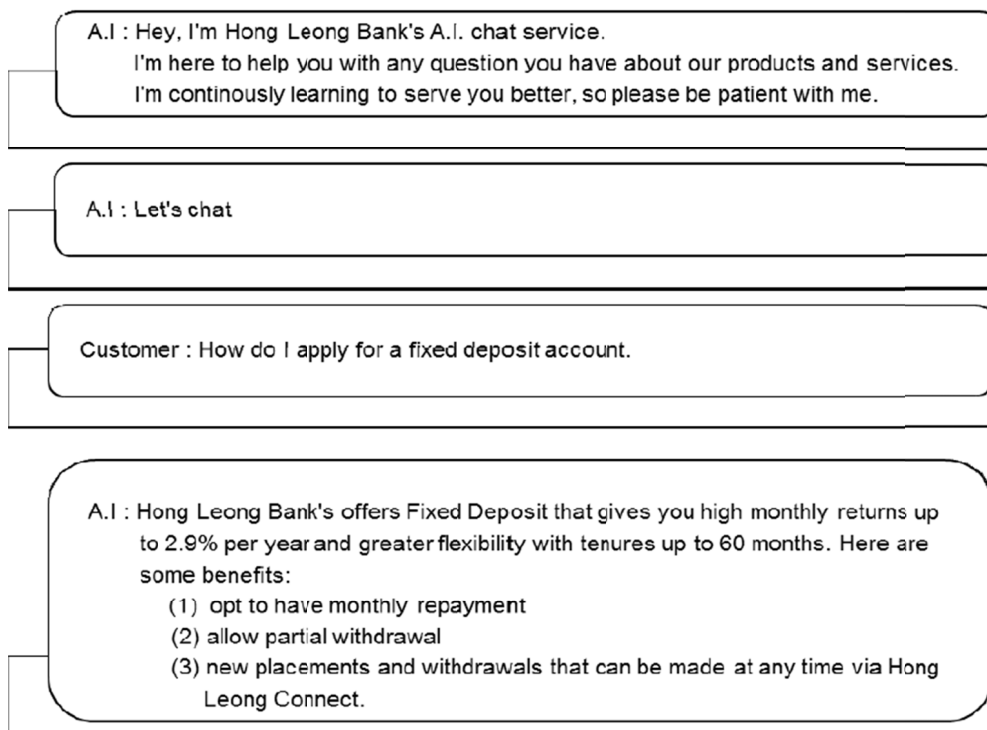 A.I : Hey, I'm Hong Leong Bank's A.I. chat service.
I'm here to help you with any question you have about our products and services.
I'm continously learning to serve you better, so please be patient with me.
A.I : Let's chat
Customer : How do I apply for a fixed deposit account.
A.I : Hong Leong Bank's offers Fixed Deposit that gives you high monthly returns up
to 2.9% per year and greater flexibility with tenures up to 60 months. Here are
some benefits:
(1) opt to have monthly repayment
(2) allow partial withdrawal
(3) new placements and withdrawals that can be made at any time via Hong
Leong Connect.